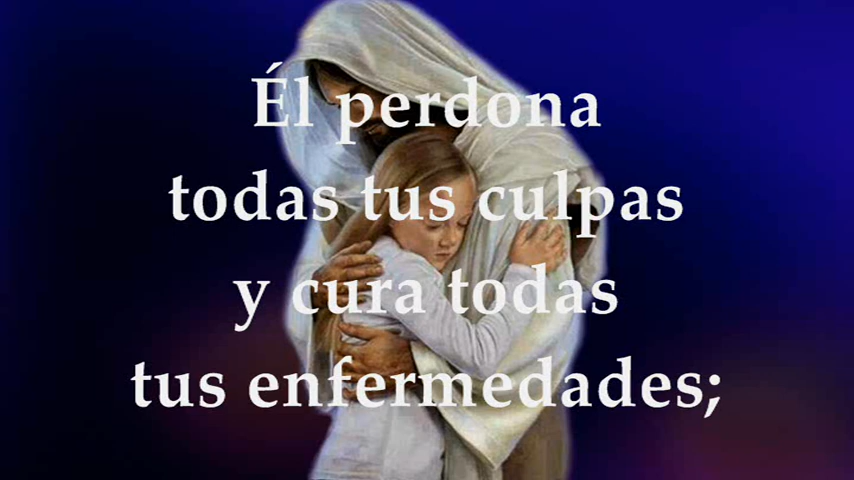 Él perdona
todas tus culpas
y cura todas
tus enfermedades;